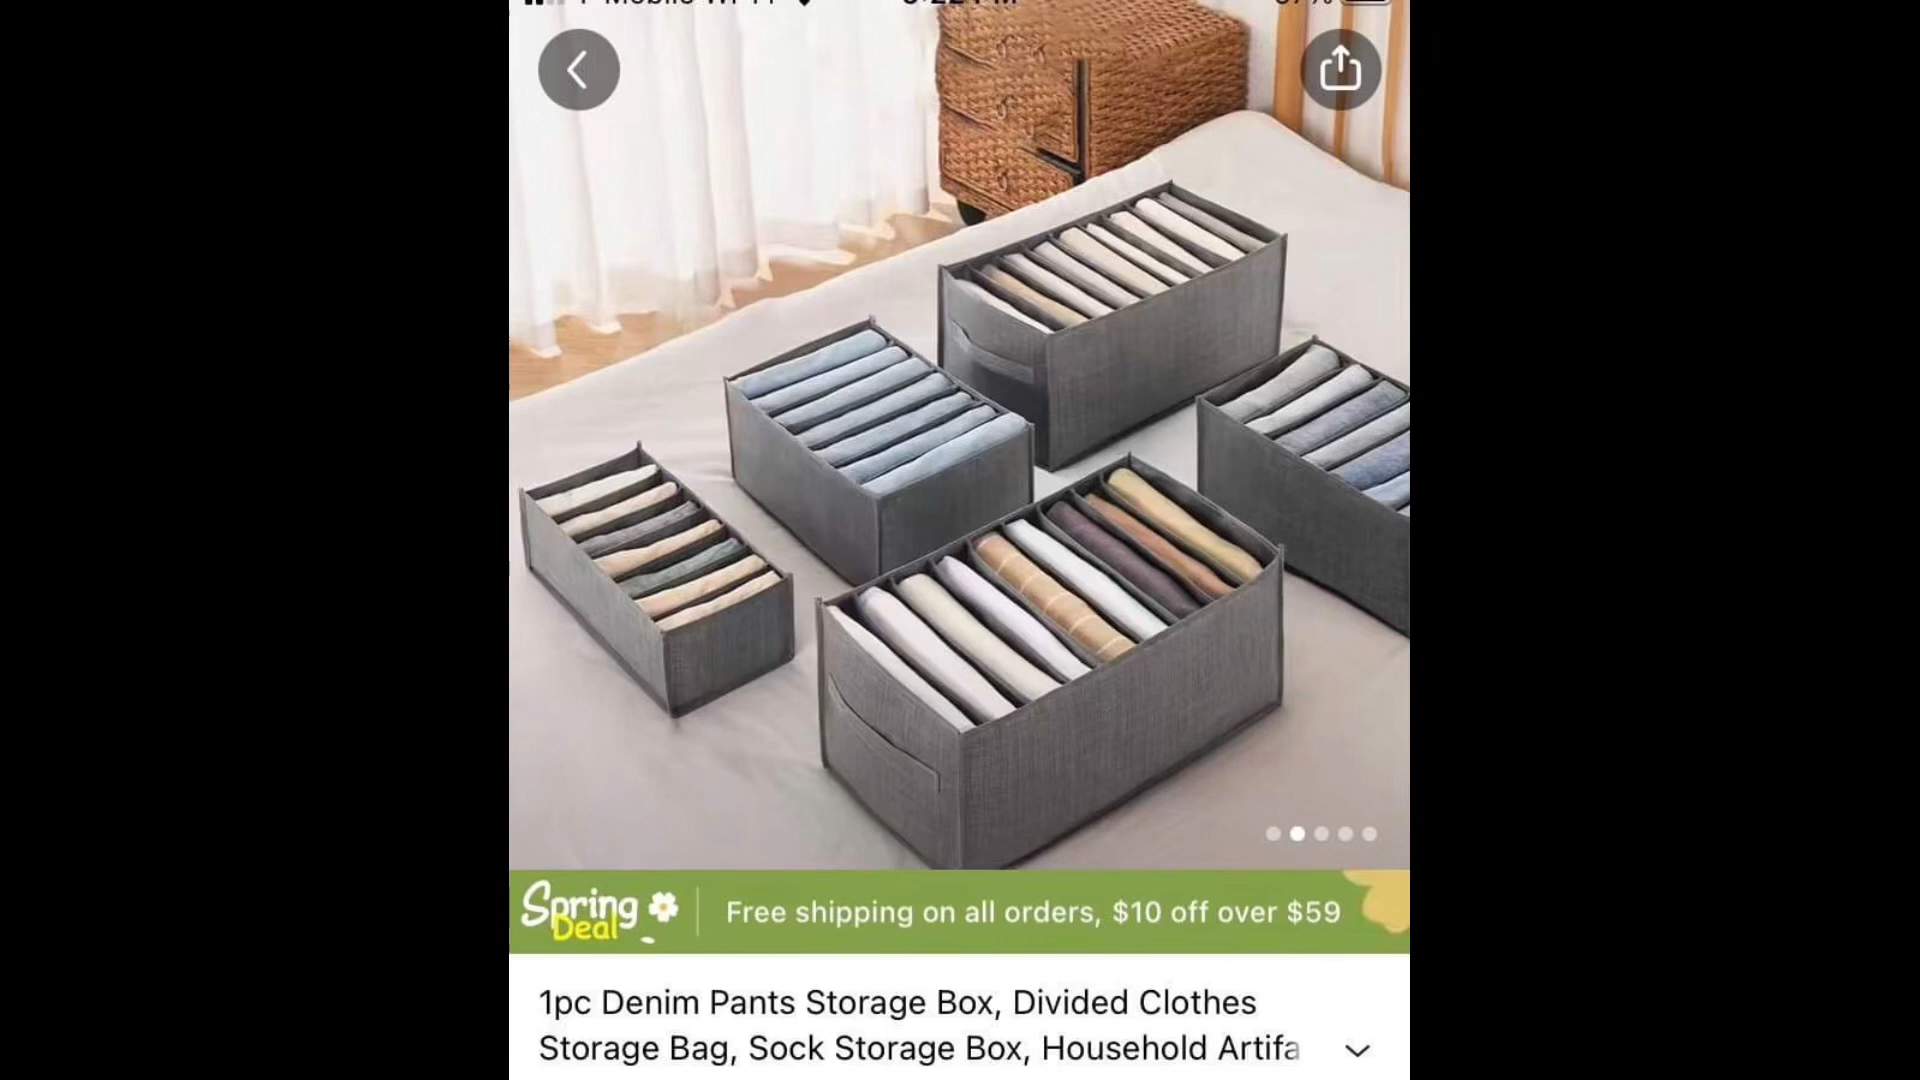 Spring
Deal
Free shipping on all orders, $10 off over $59
1pc Denim Pants Storage Box, Divided Clothes
Storage Bag, Sock Storage Box, Household Artifa